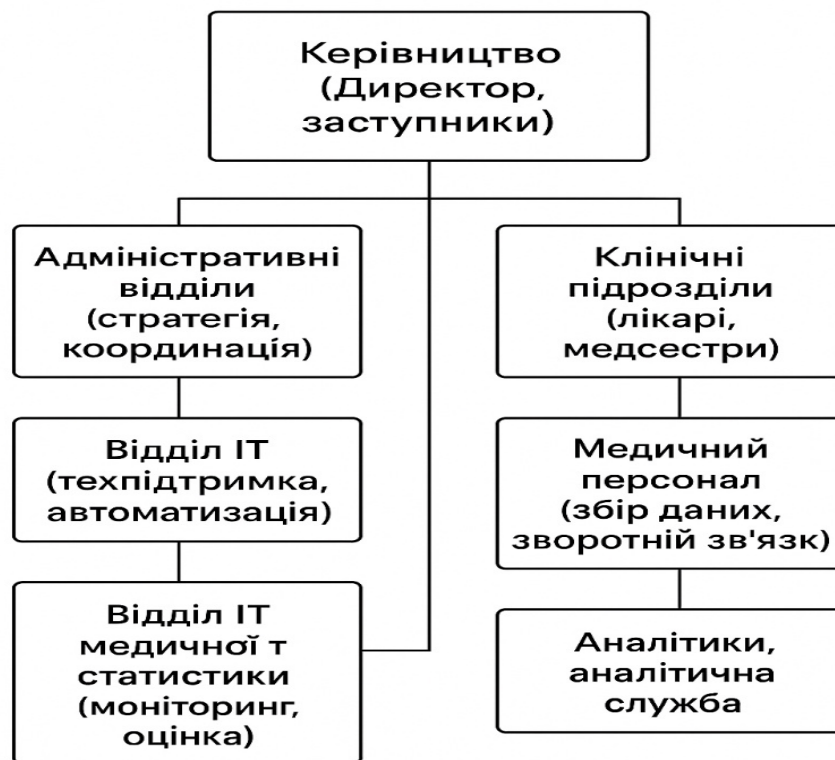 Керівництво
(Директор,
заступники)
Адміністративні
відділи
(стратегія,
координація)
Клінічні
підрозділи
(лікарі,
медсестри)
Відділ ІТ
(техпідтримка,
автоматизація)
Медичний
персонал
(збір даних,
зворотній зв'язк)
Відділ ІТ
медичної т
статистики
(моніторинг,
оцінка)
Аналітики,
аналітична
служба